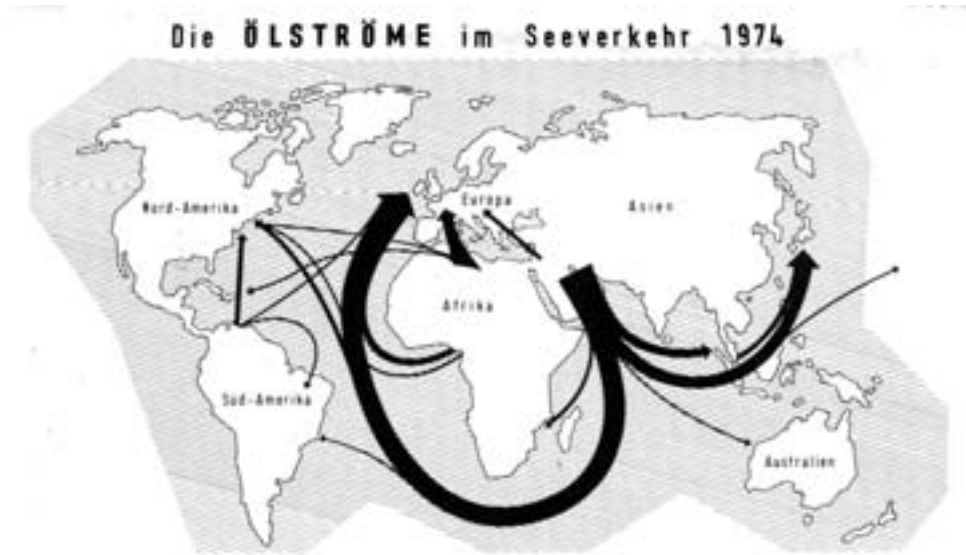 Die ÖLSTRÖME im Seeverkehr 1974
Nord-Amerika
Europa
Asien
Afrika
Süd-Amerika
Australien